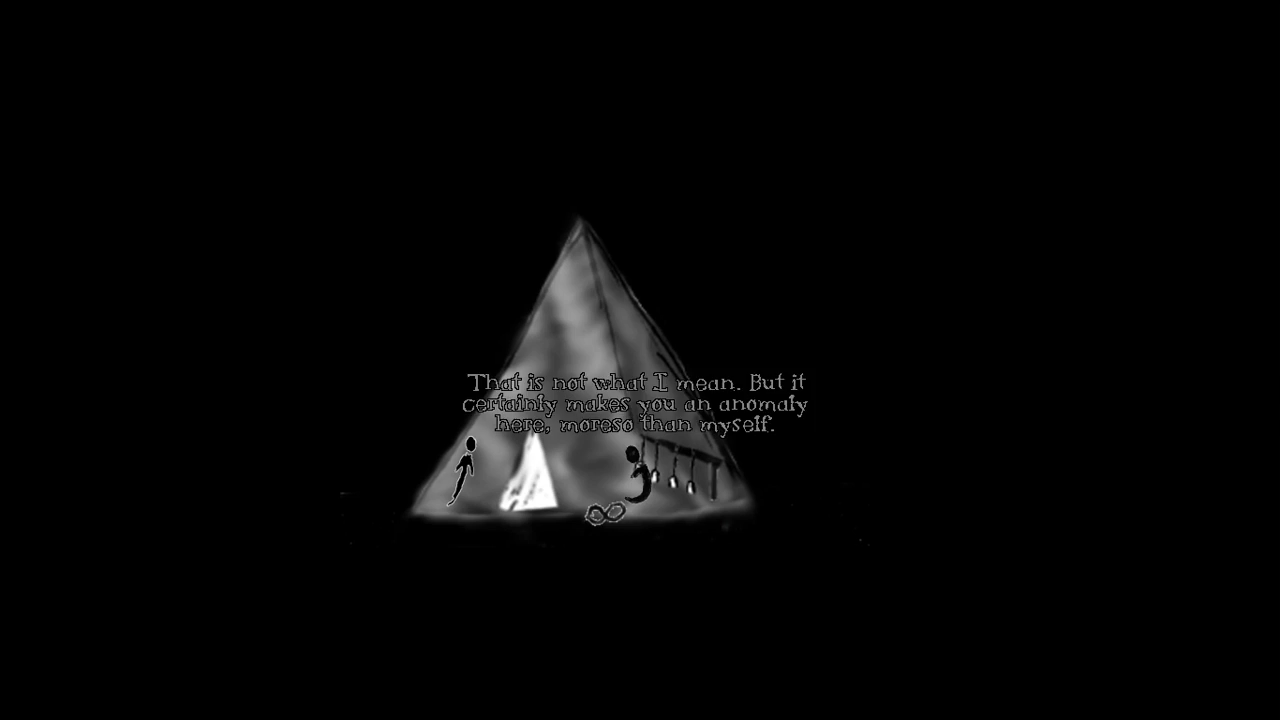 That is not what I mean. But it
certainly makes you an anomaly
here, moreso than myself.